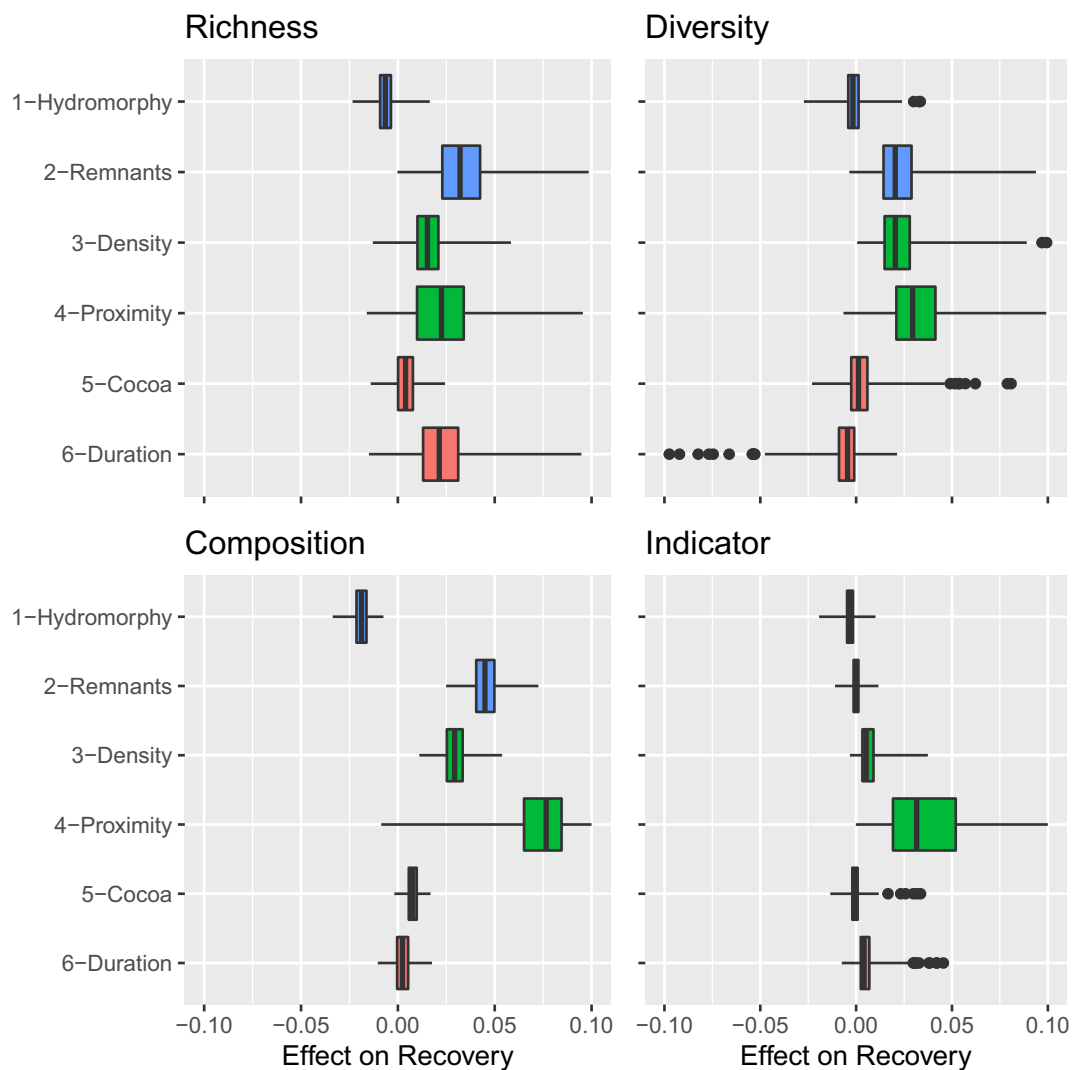 Richness
Diversity
1−Hydromorphy
2−Remnants
3−Density
4−Proximity
5−Cocoa
6−Duration
Composition
Indicator
1−Hydromorphy
2−Remnants
3−Density
4−Proximity
5−Cocoa
6−Duration
−0.10 −0.05 0.00 0.05 0.10
−0.10 −0.05 0.00 0.05 0.10
Effect on Recovery
Effect on Recovery